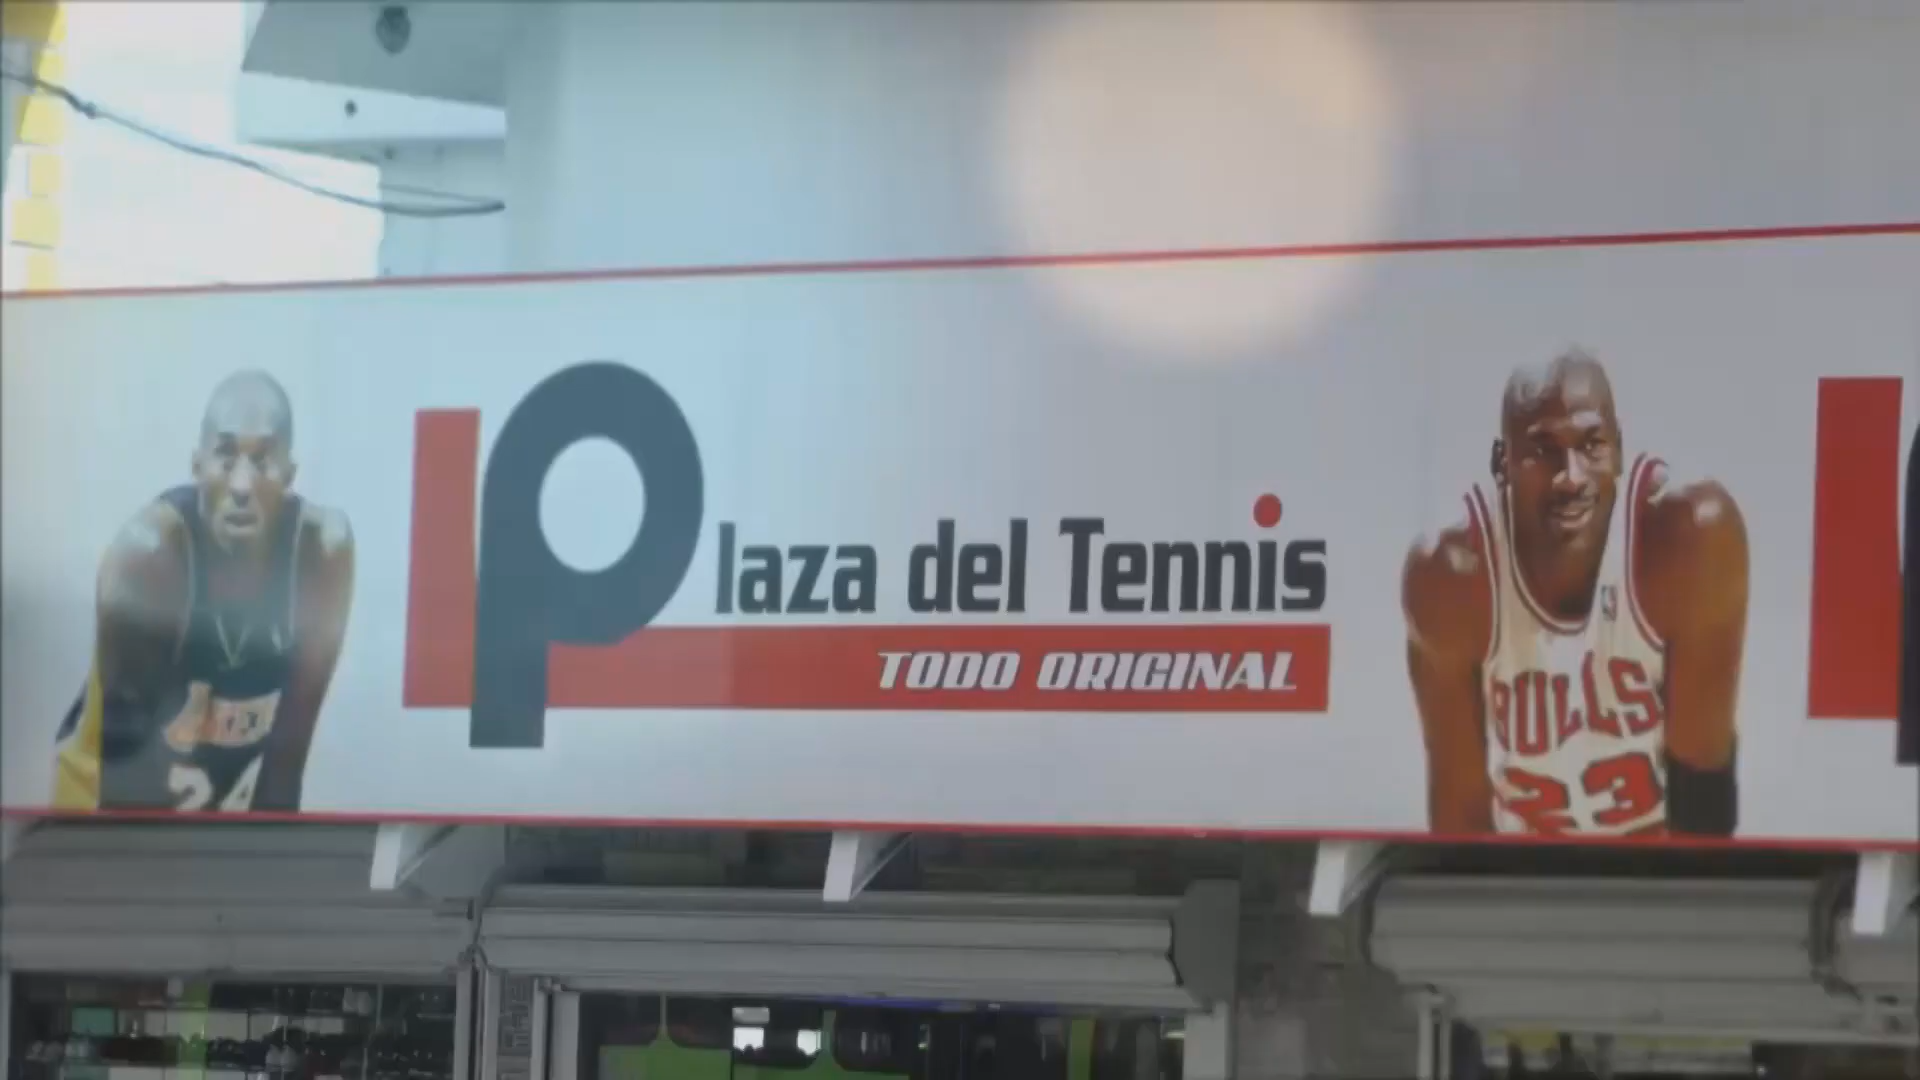 Plaza del Tennis
TODO ORIGINAL
LAKERS
24
BULLS
23